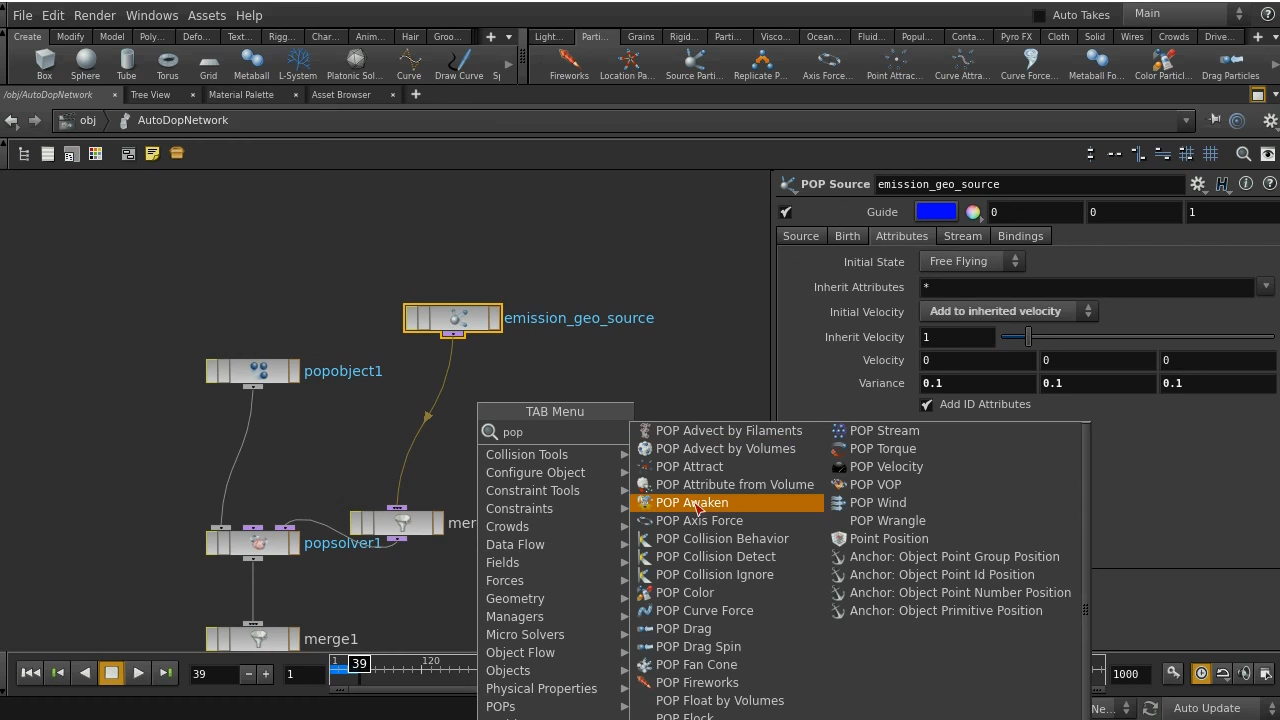 File Edit Render Windows Assets Help
Auto Takes Main
Create Modify Model Poly... Defo... Text... Rigg... Char... Anim... Hair Groo...
Light... Parti... Grains Rigid... Parti... Visco... Ocean... Fluid... Popul... Conta... Pyro FX Cloth Solid Wires Crowds Drive...
Box Sphere Tube Torus Grid Metaball L-System Platonic Sol... Curve Draw Curve
Fireworks Location Pa... Source Parti... Replicate P... Axis Force... Point Attrac... Curve Attra... Curve Force... Metaball Fo... Color Particl... Drag Particles
/obj/AutoDopNetwork Tree View Material Palette Asset Browser
obj AutoDopNetwork
POP Source emission_geo_source
Guide 0 0 1
Source Birth Attributes Stream Bindings
Initial State Free Flying
Inherit Attributes *
Initial Velocity Add to inherited velocity
Inherit Velocity 1
Velocity 0 0 0
Variance 0.1 0.1 0.1
Add ID Attributes
emission_geo_source
popobject1
mer
popsolver1
merge1
TAB Menu
pop
Collision Tools
Configure Object
Constraint Tools
Constraints
Crowds
Data Flow
Fields
Forces
Geometry
Managers
Micro Solvers
Object Flow
Objects
Physical Properties
POPs
POP Advect by Filaments
POP Advect by Volumes
POP Attract
POP Attribute from Volume
POP Awaken
POP Axis Force
POP Collision Behavior
POP Collision Detect
POP Collision Ignore
POP Color
POP Curve Force
POP Drag
POP Drag Spin
POP Fan Cone
POP Fireworks
POP Float by Volumes
POP Flock
POP Stream
POP Torque
POP Velocity
POP VOP
POP Wind
POP Wrangle
Point Position
Anchor: Object Point Group Position
Anchor: Object Point Id Position
Anchor: Object Point Number Position
Anchor: Object Primitive Position
39 1 1 39 120 1000
Ne... Auto Update